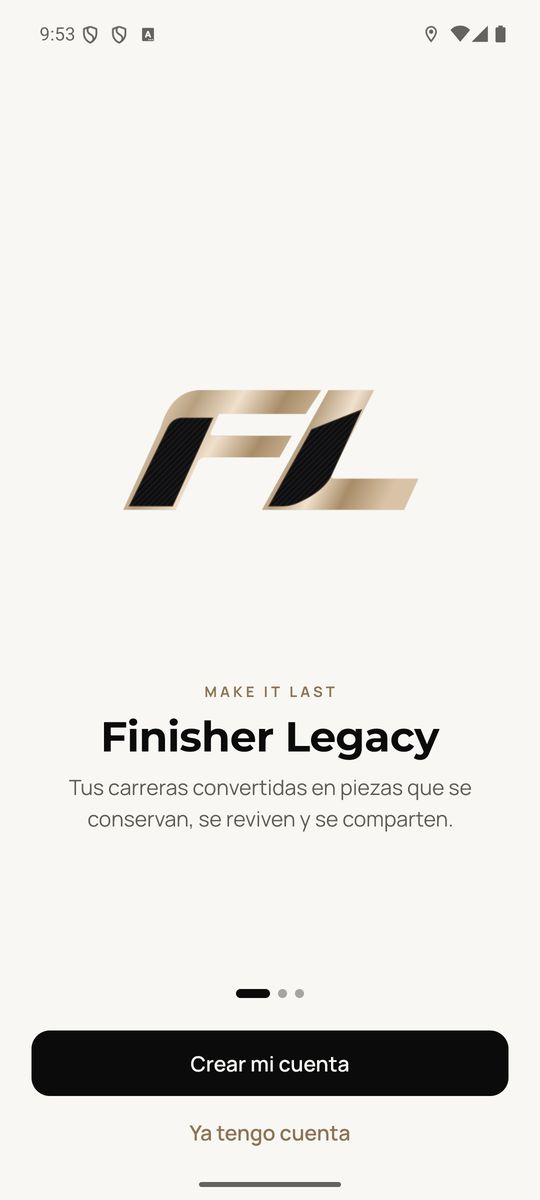 9:53
FL
MAKE IT LAST
Finisher Legacy
Tus carreras convertidas en piezas que se
conservan, se reviven y se comparten.
Crear mi cuenta
Ya tengo cuenta